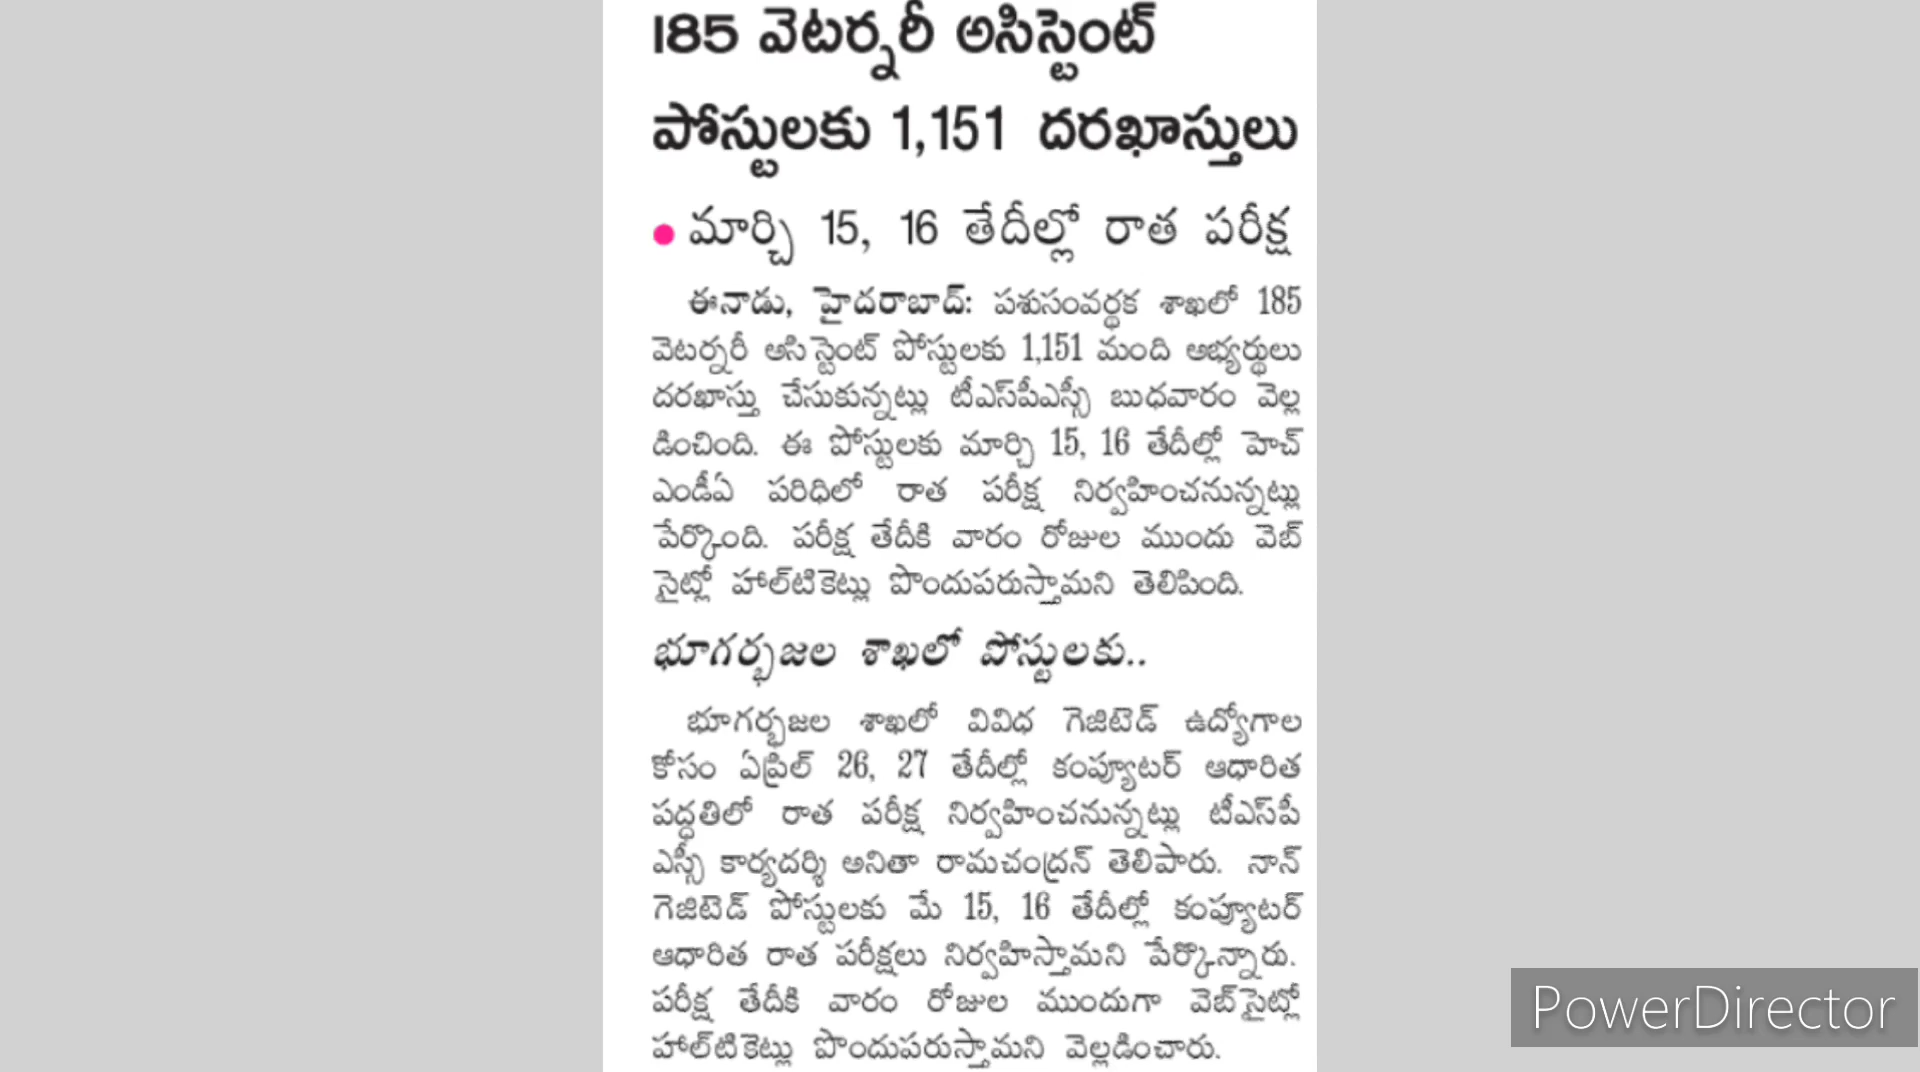 185 వెటర్నరీ అసిస్టెంట్
పోస్టులకు 1,151 దరఖాస్తులు
• మార్చి 15, 16 తేదీల్లో రాత పరీక్ష
ఈనాడు, హైదరాబాద్: పశుసంవర్థక శాఖలో 185
వెటర్నరీ అసిస్టెంట్ పోస్టులకు 1,151 మంది అభ్యర్థులు
దరఖాస్తు చేసుకున్నట్లు టీఎస్‌పీఎస్సీ బుధవారం వెల్ల
డించింది. ఈ పోస్టులకు మార్చి 15, 16 తేదీల్లో హెచ్
ఎండీఏ పరిధిలో రాత పరీక్ష నిర్వహించనున్నట్లు
పేర్కొంది. పరీక్ష తేదీకి వారం రోజుల ముందు వెబ్
సైట్లో హాల్‌టికెట్లు పొందుపరుస్తామని తెలిపింది.
భూగర్భజల శాఖలో పోస్టులకు..
భూగర్భజల శాఖలో వివిధ గెజిటెడ్ ఉద్యోగాల
కోసం ఏప్రిల్ 26, 27 తేదీల్లో కంప్యూటర్ ఆధారిత
పద్ధతిలో రాత పరీక్ష నిర్వహించనున్నట్లు టీఎస్‌పీ
ఎస్సీ కార్యదర్శి అనితా రామచంద్రన్ తెలిపారు. నాన్
గెజిటెడ్ పోస్టులకు మే 15, 16 తేదీల్లో కంప్యూటర్
ఆధారిత రాత పరీక్షలు నిర్వహిస్తామని పేర్కొన్నారు.
పరీక్ష తేదీకి వారం రోజుల ముందుగా వెబ్‌సైట్లో
హాల్‌టికెట్లు పొందుపరుస్తామని వెల్లడించారు.
PowerDirector